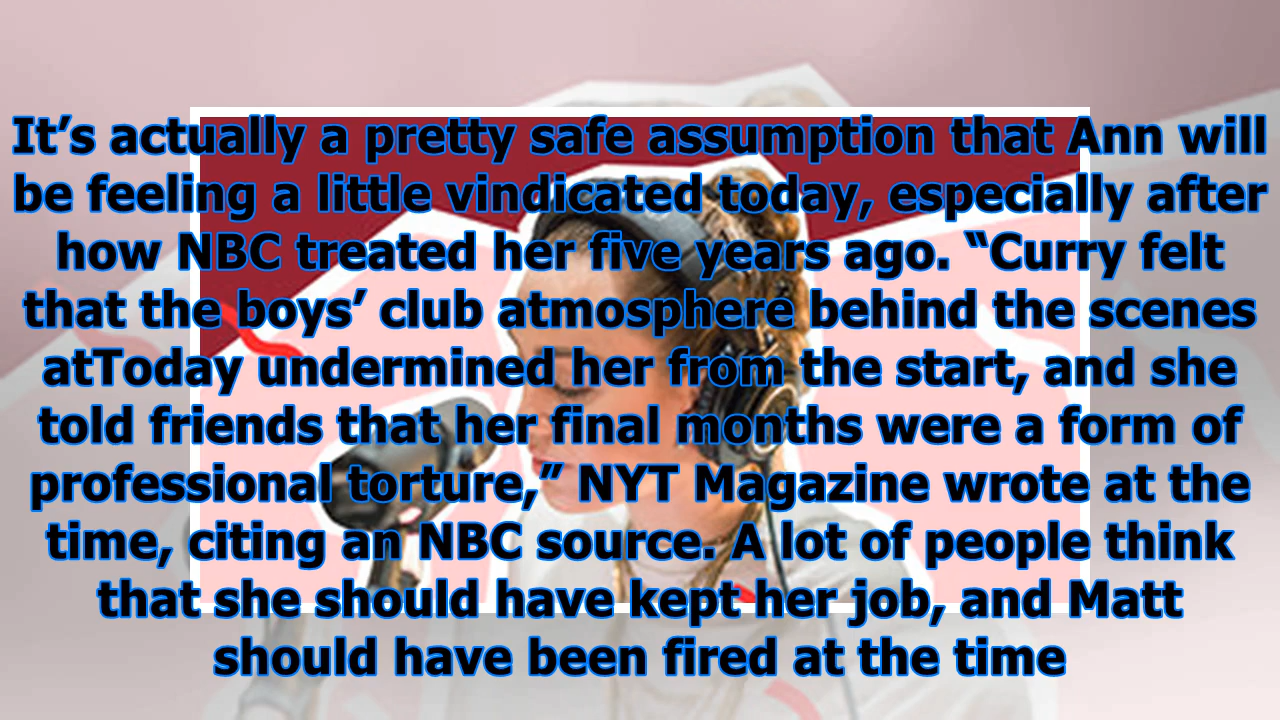 It’s actually a pretty safe assumption that Ann will
be feeling a little vindicated today, especially after
how NBC treated her five years ago. “Curry felt
that the boys’ club atmosphere behind the scenes
atToday undermined her from the start, and she
told friends that her final months were a form of
professional torture,” NYT Magazine wrote at the
time, citing an NBC source. A lot of people think
that she should have kept her job, and Matt
should have been fired at the time